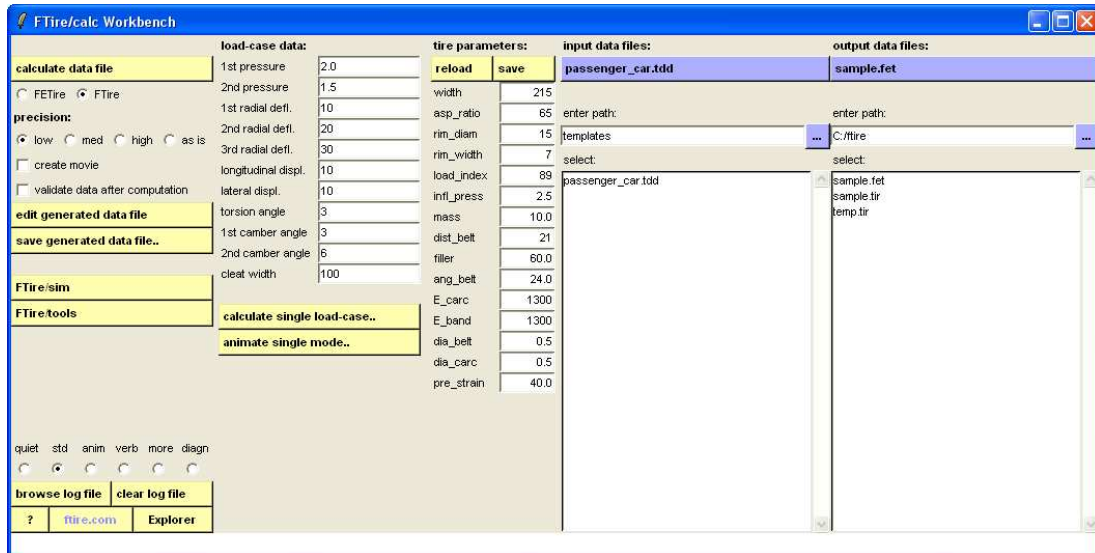 FTire/calc Workbench
calculate data file
FETire FTire
precision:
low med high as is
create movie
validate data after computation
edit generated data file
save generated data file..
FTire/sim
FTire/tools
quiet std anim verb more diagn
browse log file clear log file
? ftire.com Explorer
load-case data:
1st pressure 2.0
2nd pressure 1.5
1st radial defl. 10
2nd radial defl. 20
3rd radial defl. 30
longitudinal displ. 10
lateral displ. 10
torsion angle 3
1st camber angle 3
2nd camber angle 6
cleat width 100
calculate single load-case..
animate single mode..
tire parameters:
reload save
width 215
asp_ratio 65
rim_diam 15
rim_width 7
load_index 89
infl_press 2.5
mass 10.0
dist_belt 21
filler 60.0
ang_belt 24.0
E_carc 1300
E_band 1300
dia_belt 0.5
dia_carc 0.5
pre_strain 40.0
input data files:
passenger_car.tdd
enter path:
templates ...
select:
passenger_car.tdd
output data files:
sample.fet
enter path:
C:/ftire ...
select:
sample.fet
sample.tir
temp.tir